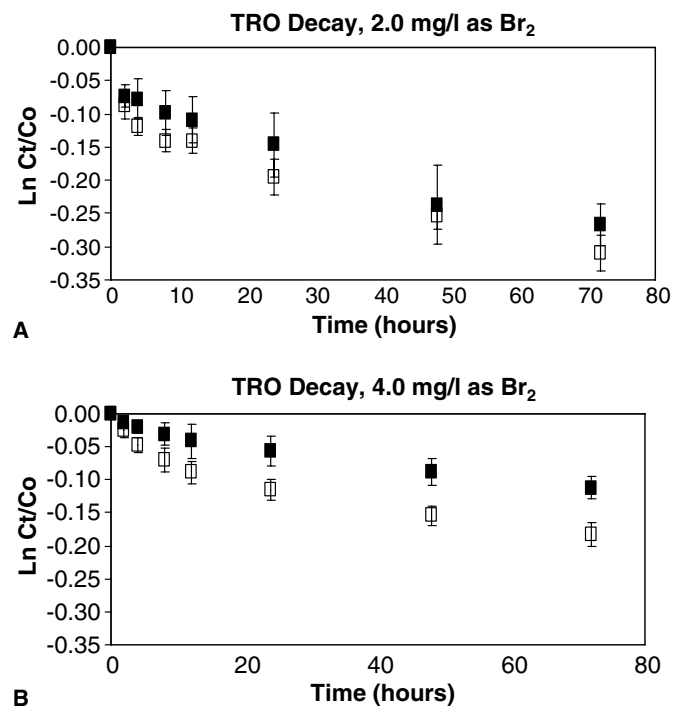 TRO Decay, 2.0 mg/l as Br₂
0.00
-0.05
-0.10
-0.15
-0.20
-0.25
-0.30
-0.35
Ln Ct/Co
0 10 20 30 40 50 60 70 80
Time (hours)
A
TRO Decay, 4.0 mg/l as Br₂
0.00
-0.05
-0.10
-0.15
-0.20
-0.25
-0.30
-0.35
Ln Ct/Co
0 20 40 60 80
Time (hours)
B